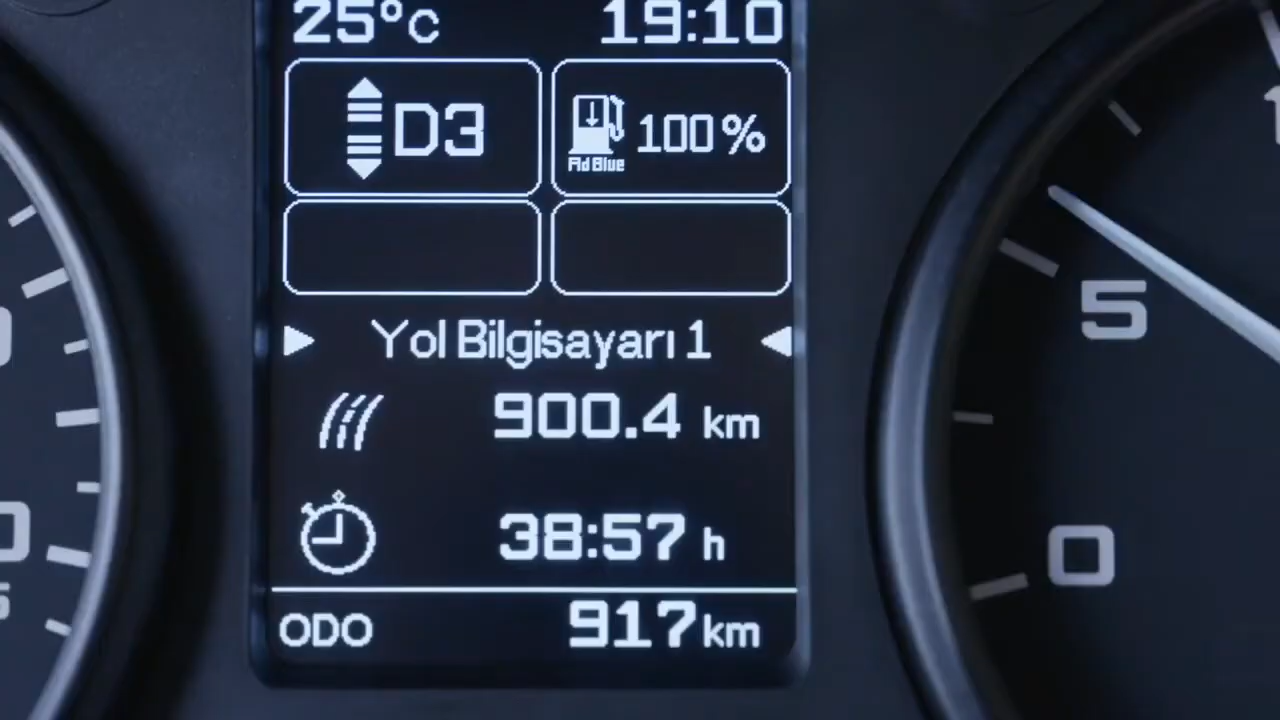 25°C 19:10
D3 AdBlue 100%
Yol Bilgisayarı 1
900.4 km
38:57 h
ODO 917 km
5
0